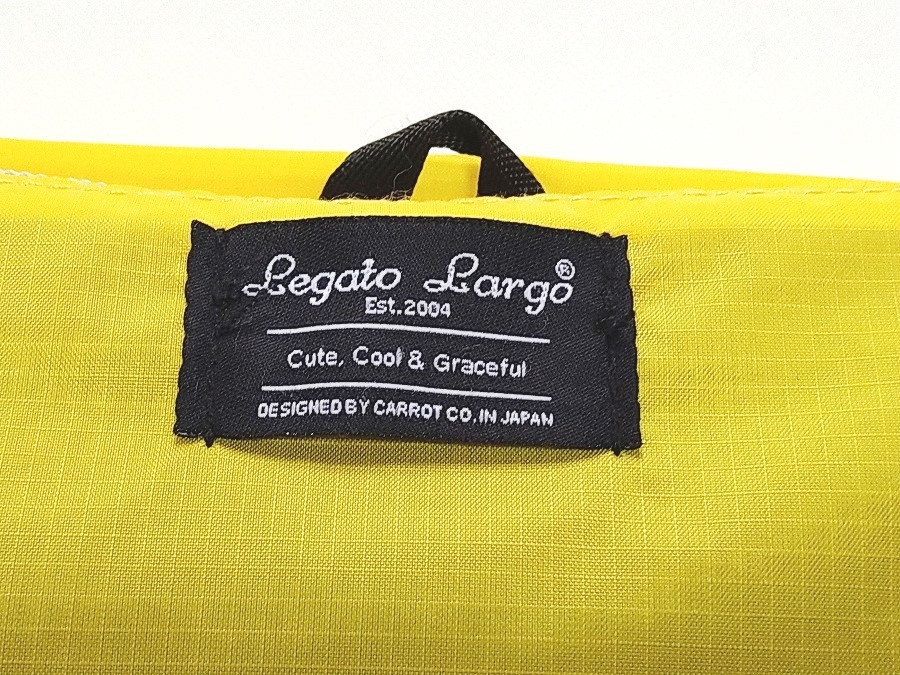 Legato Largo®
Est.2004
Cute, Cool & Graceful
DESIGNED BY CARROT CO. IN JAPAN